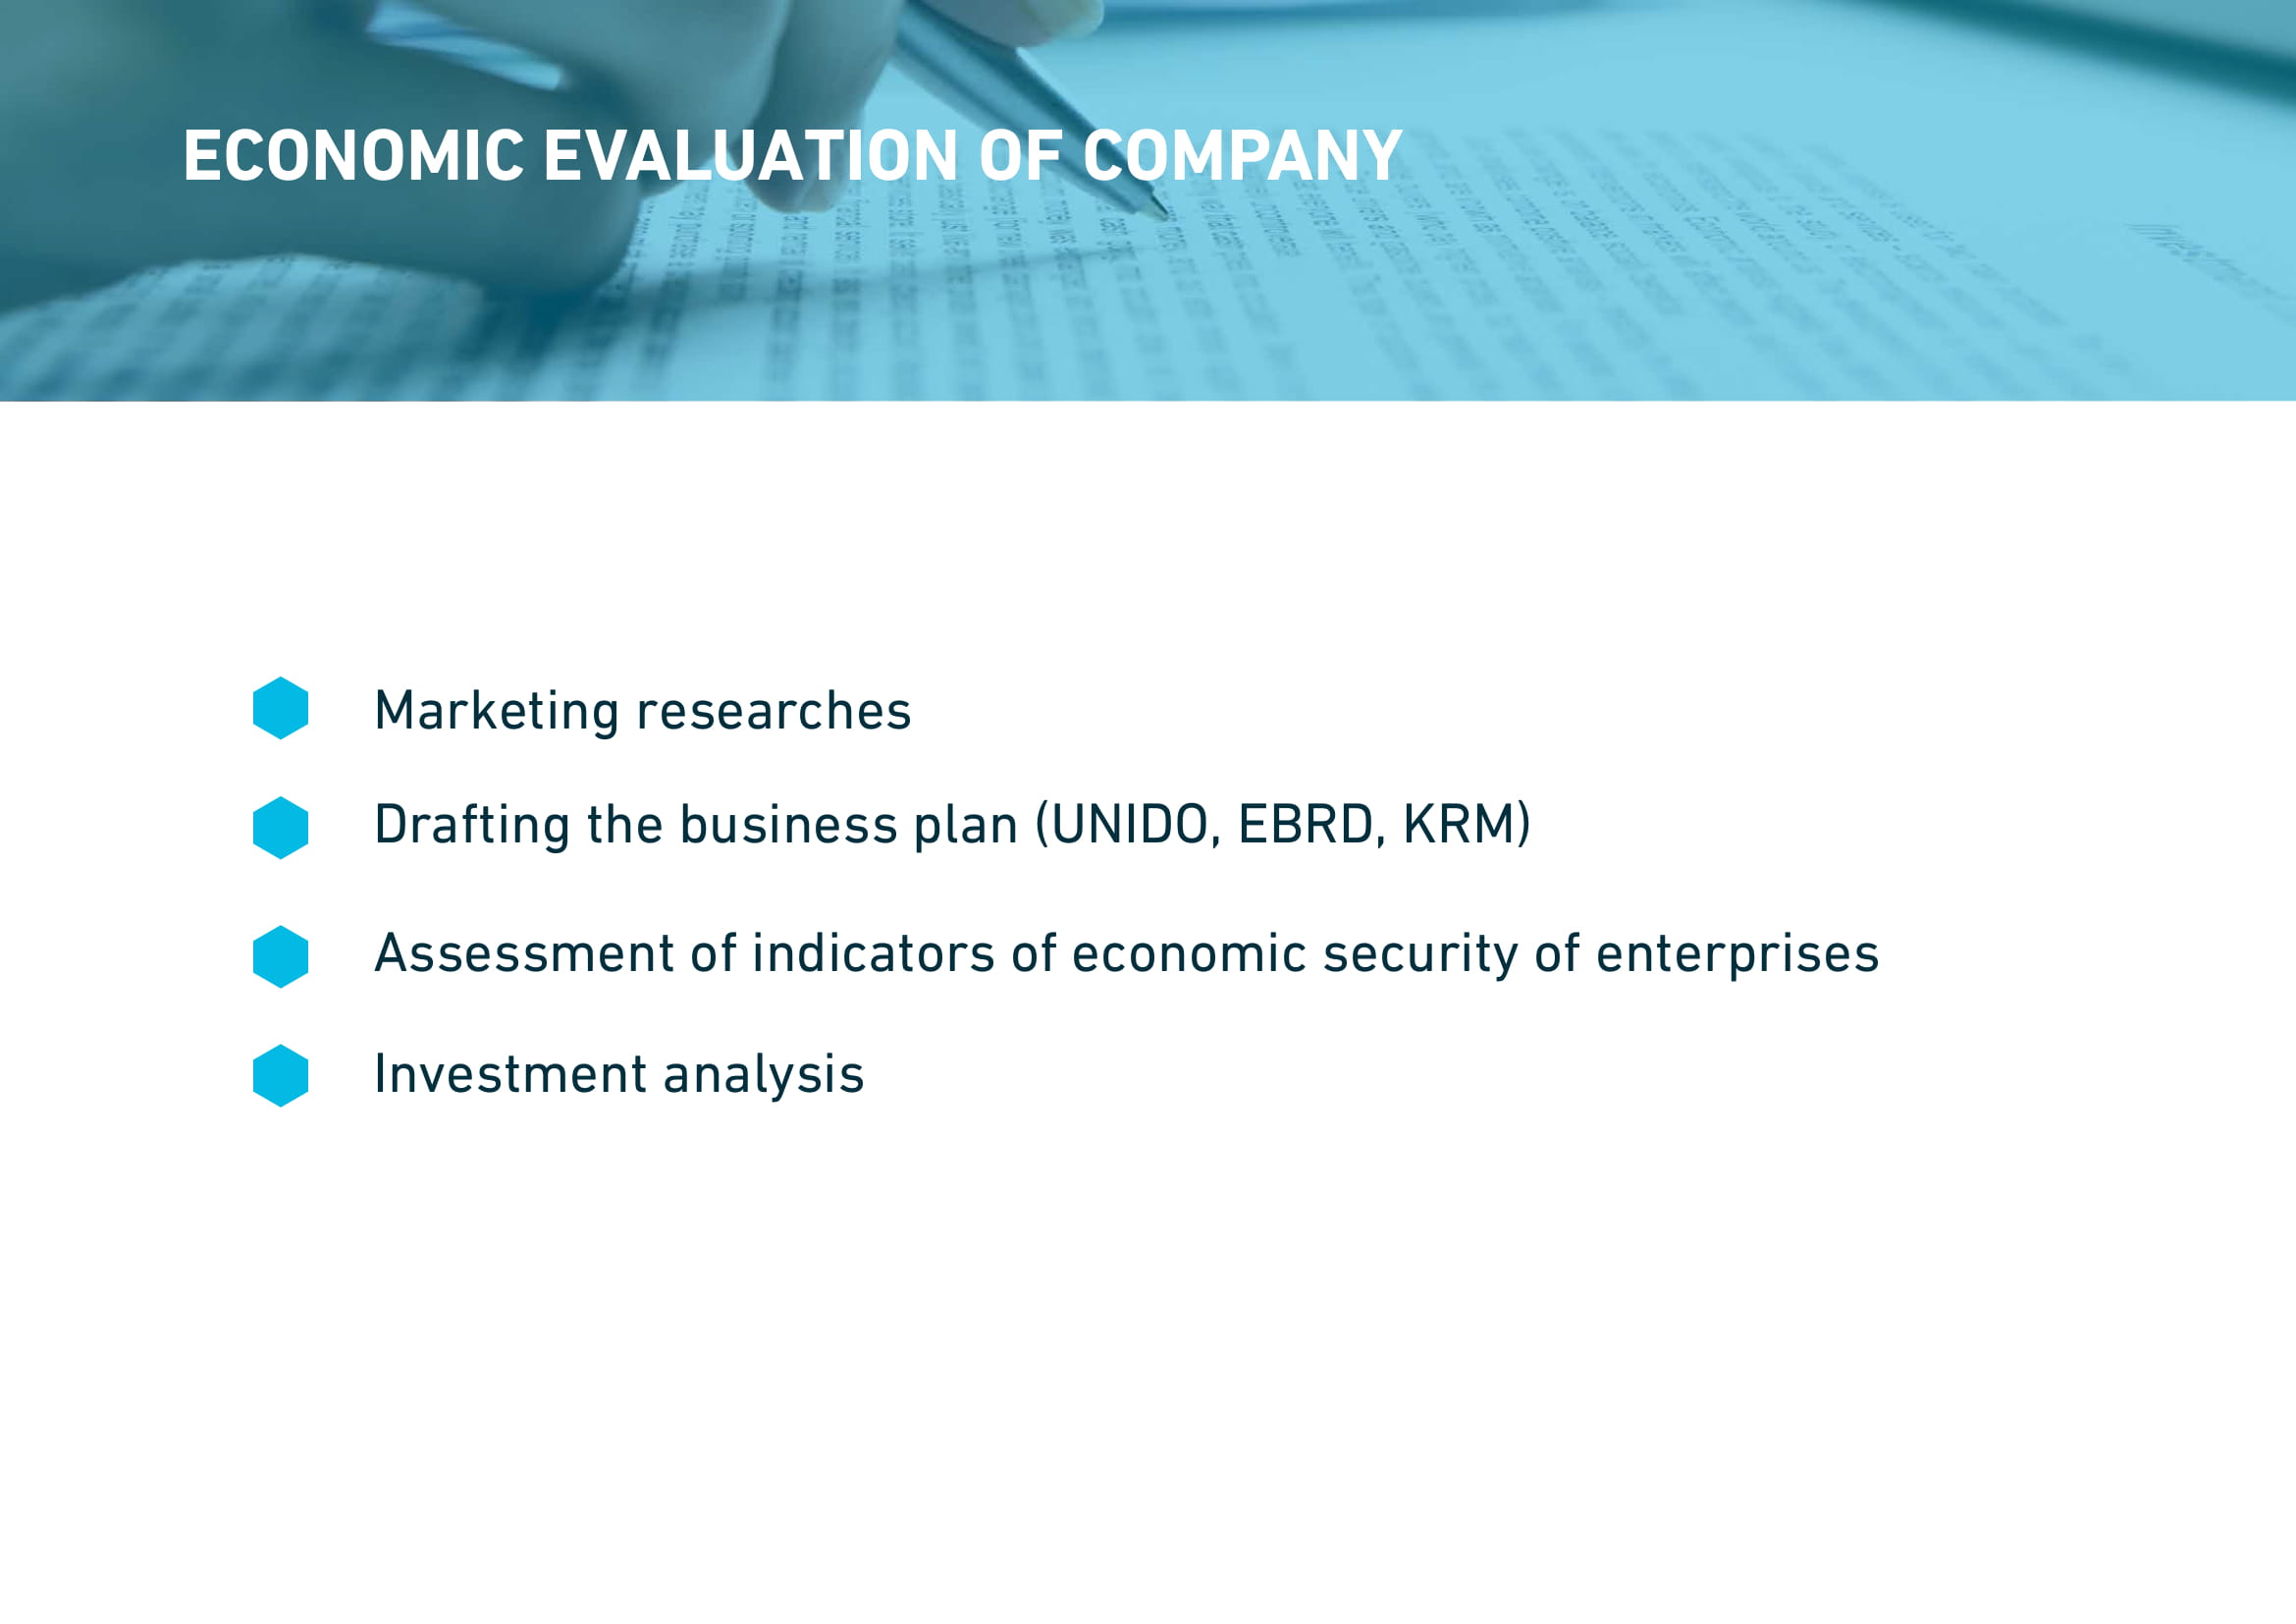 ECONOMIC EVALUATION OF COMPANY
Marketing researches
Drafting the business plan (UNIDO, EBRD, KRM)
Assessment of indicators of economic security of enterprises
Investment analysis